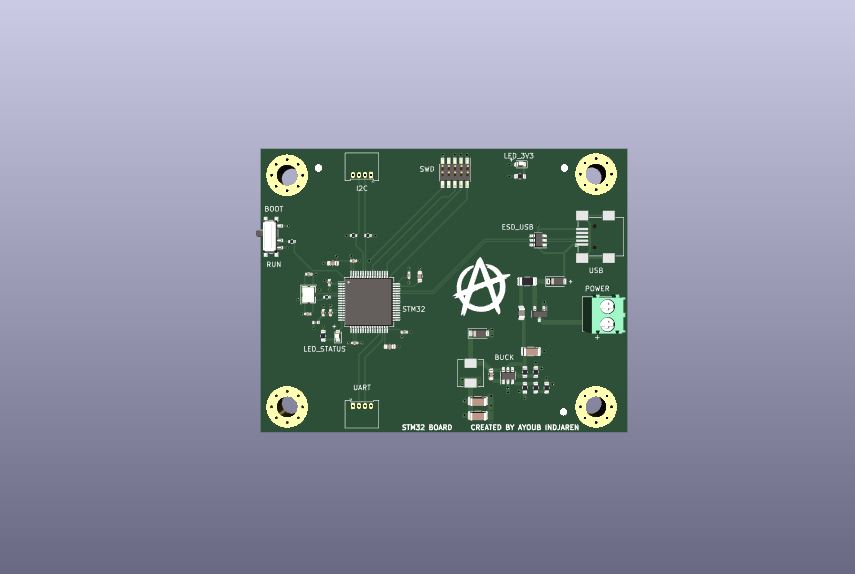 LED_3V3
SWD
I2C
BOOT
ESD_USB
RUN
USB
POWER
STM32
+
+
LED_STATUS
BUCK
UART
STM32 BOARD
CREATED BY AYOUB INDJAREN